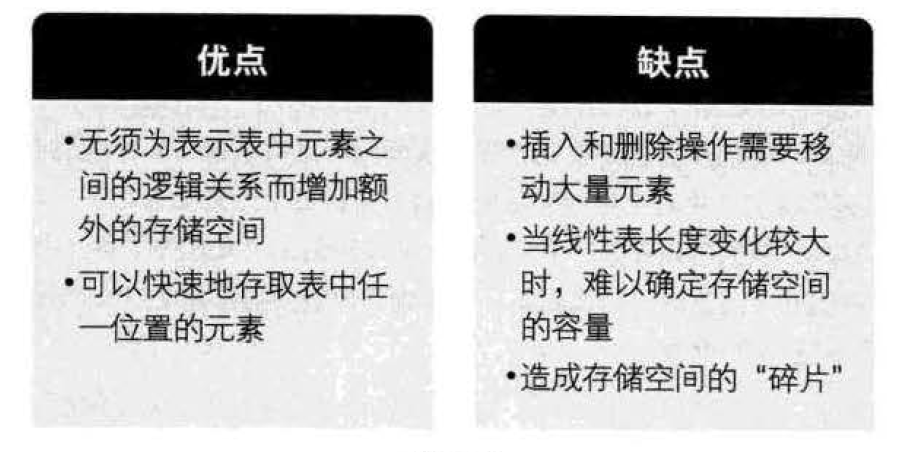 优点
•无须为表示表中元素之
间的逻辑关系而增加额
外的存储空间
•可以快速地存取表中任
一位置的元素
缺点
•插入和删除操作需要移
动大量元素
•当线性表长度变化较大
时，难以确定存储空间
的容量
•造成存储空间的“碎片”